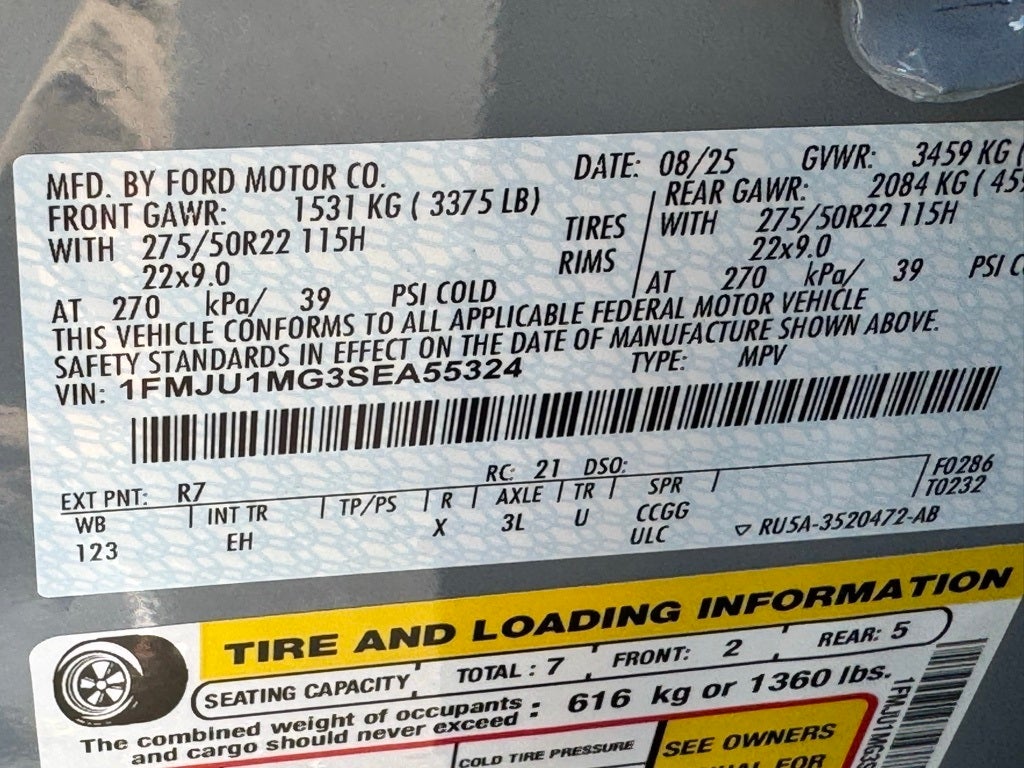 MFD. BY FORD MOTOR CO. DATE: 08/25 GVWR: 3459 KG (
FRONT GAWR: 1531 KG ( 3375 LB) REAR GAWR: 2084 KG ( 45
WITH 275/50R22 115H TIRES WITH 275/50R22 115H
22x9.0 RIMS 22x9.0
AT 270 kPa/ 39 PSI COLD AT 270 kPa/ 39 PSI
THIS VEHICLE CONFORMS TO ALL APPLICABLE FEDERAL MOTOR VEHICLE
SAFETY STANDARDS IN EFFECT ON THE DATE OF MANUFACTURE SHOWN ABOVE.
VIN: 1FMJU1MG3SEA55324 TYPE: MPV
EXT PNT: R7 RC: 21 DSO: F0286
WB INT TR TP/PS R AXLE TR SPR T0232
123 EH X 3L U CCGG
ULC RU5A-3520472-AB
TIRE AND LOADING INFORMATION
SEATING CAPACITY TOTAL : 7 FRONT: 2 REAR: 5
The combined weight of occupants
and cargo should never exceed : 616 kg or 1360 lbs.
COLD TIRE PRESSURE
SEE OWNERS
FOR
1FMJU1MG3S